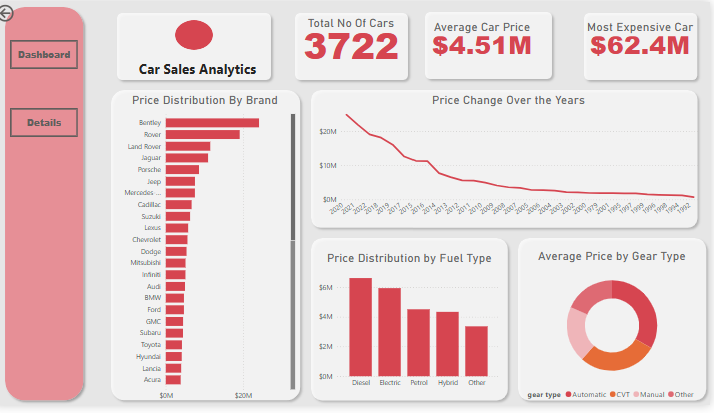 Dashboard
Details
Car Sales Analytics
Total No Of Cars
3722
Average Car Price
$4.51M
Most Expensive Car
$62.4M
Price Distribution By Brand
Bentley
Rover
Land Rover
Jaguar
Porsche
Jeep
Mercedes ...
Cadillac
Suzuki
Lexus
Chevrolet
Dodge
Mitsubishi
Infiniti
Audi
BMW
Ford
GMC
Subaru
Toyota
Hyundai
Lancia
Acura
$0M $20M
Price Change Over the Years
$20M
$10M
$0M
2020 2021 2022 2018 2019 2017 2015 2016 2014 2013 2012 2011 2010 2009 2008 2007 2005 2006 2004 2003 2002 2000 2001 1995 1997 1999 1996 1998 1994 1992
Price Distribution by Fuel Type
$6M
$4M
$2M
$0M
Diesel Electric Petrol Hybrid Other
Average Price by Gear Type
gear type Automatic CVT Manual Other